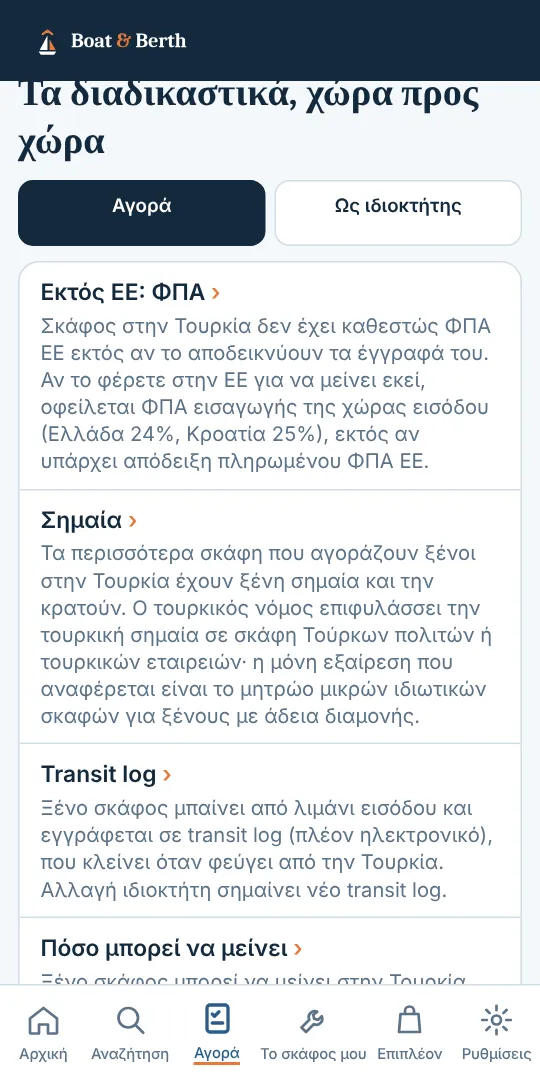 Boat & Berth
Τα διαδικαστικά, χώρα προς
χώρα
Αγορά
Ως ιδιοκτήτης
Εκτός ΕΕ: ΦΠΑ ›
Σκάφος στην Τουρκία δεν έχει καθεστώς ΦΠΑ
ΕΕ εκτός αν το αποδεικνύουν τα έγγραφά του.
Αν το φέρετε στην ΕΕ για να μείνει εκεί,
οφείλεται ΦΠΑ εισαγωγής της χώρας εισόδου
(Ελλάδα 24%, Κροατία 25%), εκτός αν
υπάρχει απόδειξη πληρωμένου ΦΠΑ ΕΕ.
Σημαία ›
Τα περισσότερα σκάφη που αγοράζουν ξένοι
στην Τουρκία έχουν ξένη σημαία και την
κρατούν. Ο τουρκικός νόμος επιφυλάσσει την
τουρκική σημαία σε σκάφη Τούρκων πολιτών ή
τουρκικών εταιρειών· η μόνη εξαίρεση που
αναφέρεται είναι το μητρώο μικρών ιδιωτικών
σκαφών για ξένους με άδεια διαμονής.
Transit log ›
Ξένο σκάφος μπαίνει από λιμάνι εισόδου και
εγγράφεται σε transit log (πλέον ηλεκτρονικό),
που κλείνει όταν φεύγει από την Τουρκία.
Αλλαγή ιδιοκτήτη σημαίνει νέο transit log.
Πόσο μπορεί να μείνει ›
Ξένο σκάφος μπορεί να μείνει στην Τουρκία
Αρχική
Αναζήτηση
Αγορά
Το σκάφος μου
Επιπλέον
Ρυθμίσεις